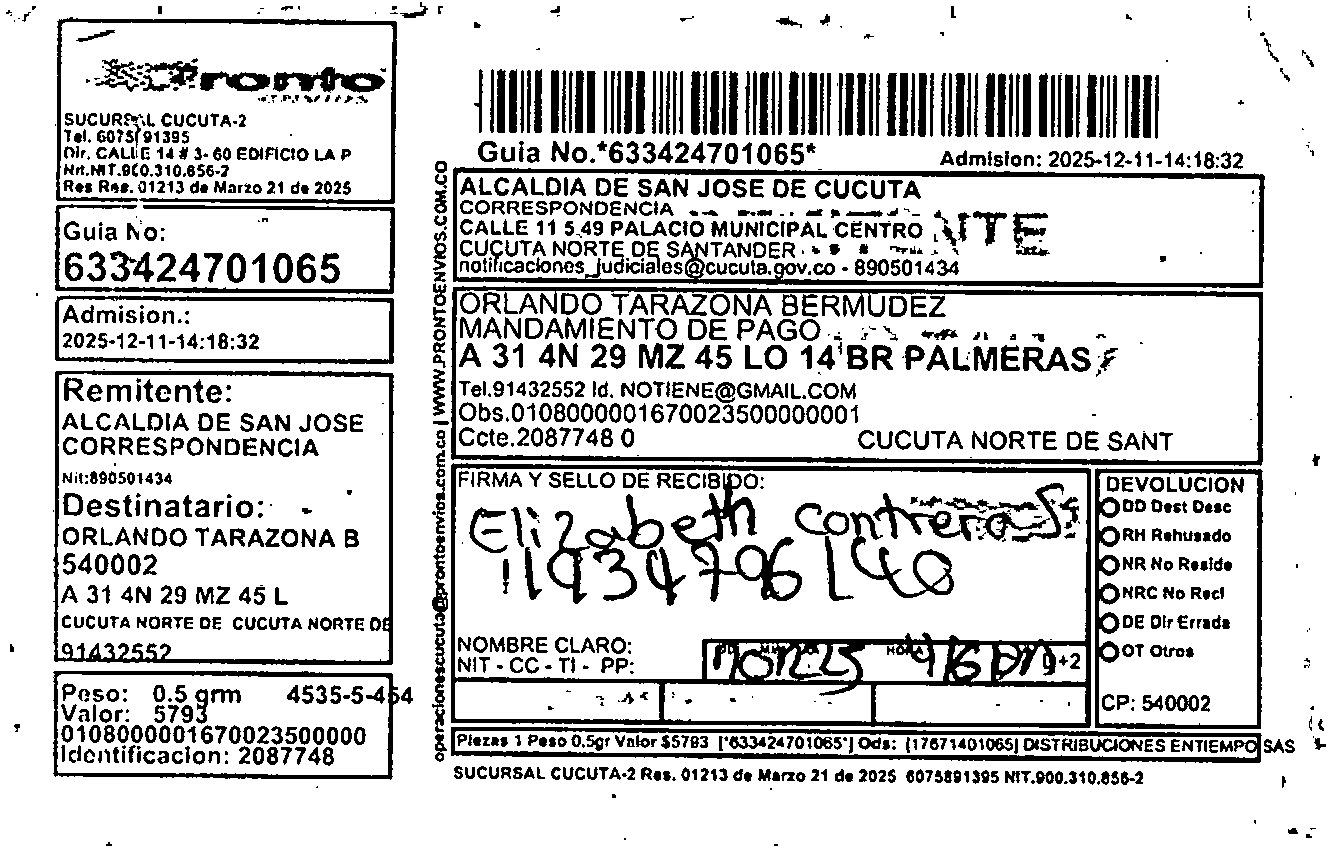 Pronto
SUCURSAL CUCUTA-2
Tel. 6075891395
Dir. CALLE 14 # 3- 60 EDIFICIO LA P
Nit.NIT.900.310.856-2
Res Res. 01213 de Marzo 21 de 2025
Guia No:
633424701065
Admision.:
2025-12-11-14:18:32
Remitente:
ALCALDIA DE SAN JOSE
CORRESPONDENCIA
Nit:890501434
Destinatario:
ORLANDO TARAZONA B
540002
A 31 4N 29 MZ 45 L
CUCUTA NORTE DE CUCUTA NORTE DE
91432552
Peso: 0.5 grm 4535-5-454
Valor: 5793
0108000001670023500000
Identificacion: 2087748
operacionescucuta@prontoenvios.com.co | WWW.PRONTOENVIOS.COM.CO
Guia No.*633424701065*
Admision: 2025-12-11-14:18:32
ALCALDIA DE SAN JOSE DE CUCUTA
CORRESPONDENCIA
CALLE 11 5 49 PALACIO MUNICIPAL CENTRO
CUCUTA NORTE DE SANTANDER
notificaciones_judiciales@cucuta.gov.co - 890501434
ORLANDO TARAZONA BERMUDEZ
MANDAMIENTO DE PAGO
A 31 4N 29 MZ 45 LO 14 BR PALMERAS
Tel.91432552 Id. NOTIENE@GMAIL.COM
Obs.010800000167002350000000​1
Ccte.2087748 0 CUCUTA NORTE DE SANT
FIRMA Y SELLO DE RECIBIDO:
Elizabeth Contreras
NOMBRE CLARO:
NIT - CC - TI - PP:
HORA
D+2
DEVOLUCION
DD Dest Desc
RH Rehusado
NR No Reside
NRC No Recl
DE Dir Errada
OT Otros
CP: 540002
Piezas 1 Peso 0.5gr Valor $5793 [*633424701065*] Ods: [17671401065] DISTRIBUCIONES ENTIEMPO SAS
SUCURSAL CUCUTA-2 Res. 01213 de Marzo 21 de 2025 6075891395 NIT.900.310.856-2